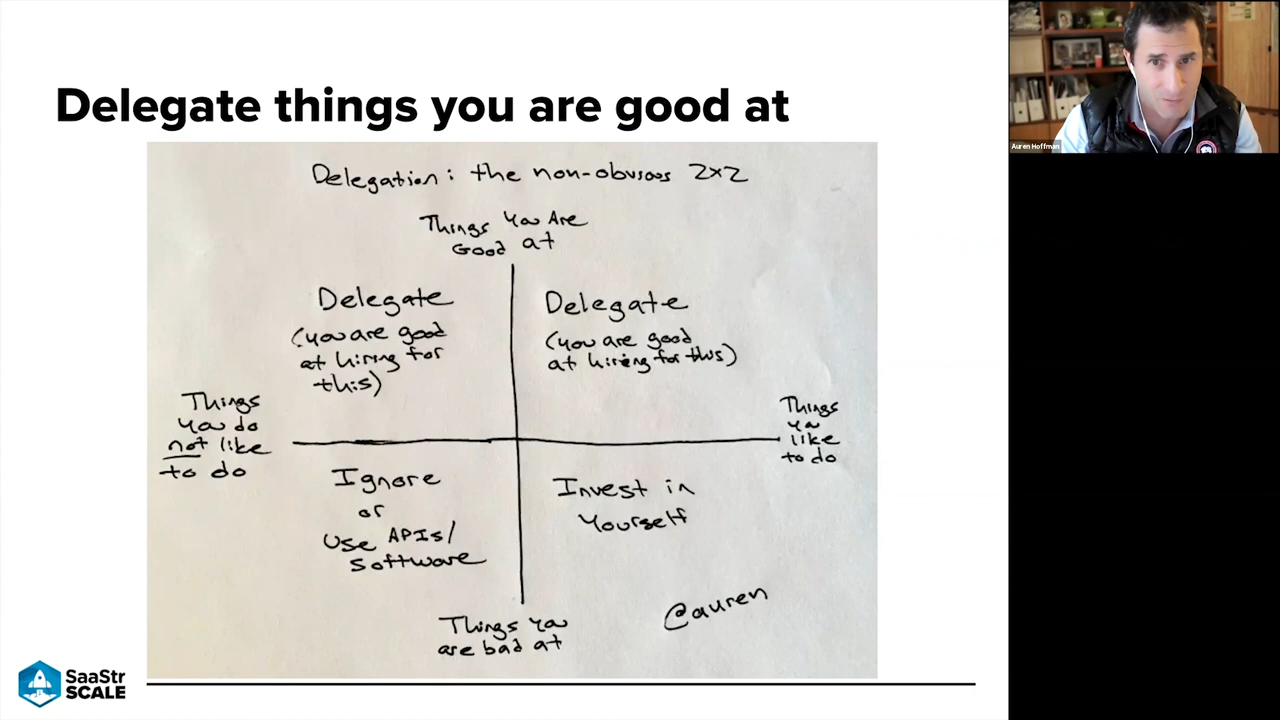 Delegate things you are good at
Delegation: the non-obvious 2x2
Things You Are
Good at
Delegate
(you are good
at hiring for
this)
Delegate
(you are good
at hiring for this)
Things
you do
not like
to do
Things
you
like
to do
Ignore
or
Use APIs/
Software
Invest in
Yourself
Things you
are bad at
@auren
SaaStr
SCALE
Auren Hoffman